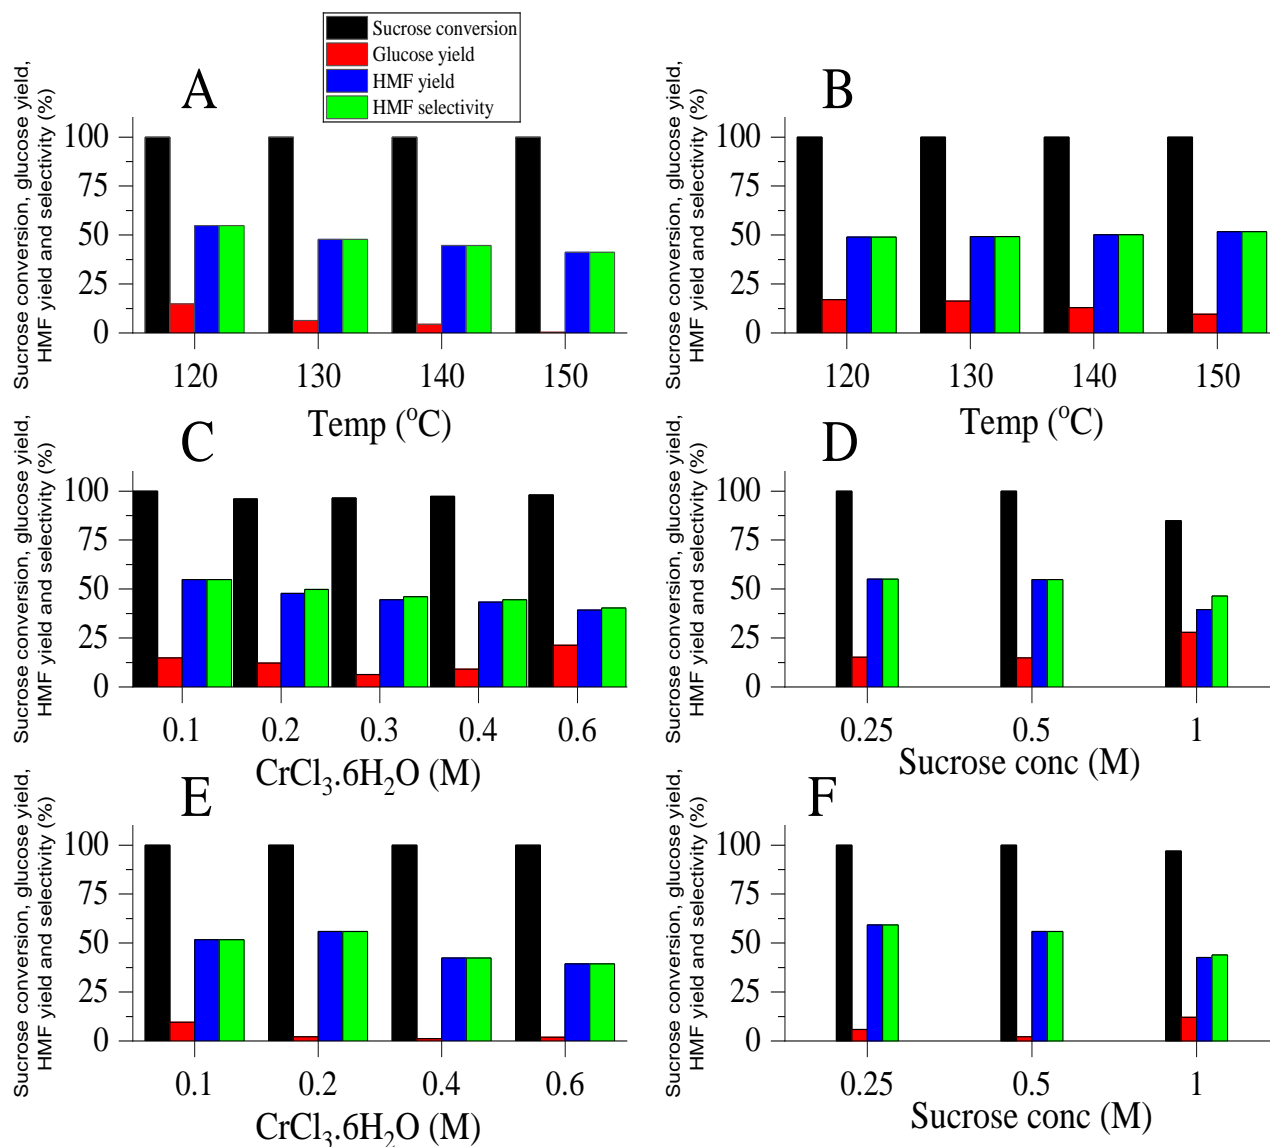 Sucrose conversion
Glucose yield
HMF yield
HMF selectivity
A
Sucrose conversion, glucose yield,
HMF yield and selectivity (%)
100
75
50
25
0
120 130 140 150
Temp (°C)
B
Sucrose conversion, glucose yield,
HMF yield and selectivity (%)
100
75
50
25
0
120 130 140 150
Temp (°C)
C
Sucrose conversion, glucose yield,
HMF yield and selectivity (%)
100
75
50
25
0
0.1 0.2 0.3 0.4 0.6
CrCl₃.6H₂O (M)
D
Sucrose conversion, glucose yield,
HMF yield and selectivity (%)
100
75
50
25
0
0.25 0.5 1
Sucrose conc (M)
E
Sucrose conversion, glucose yield,
HMF yield and selectivity (%)
100
75
50
25
0
0.1 0.2 0.4 0.6
CrCl₃.6H₂O (M)
F
Sucrose conversion, glucose yield,
HMF yield and selectivity (%)
100
75
50
25
0
0.25 0.5 1
Sucrose conc (M)